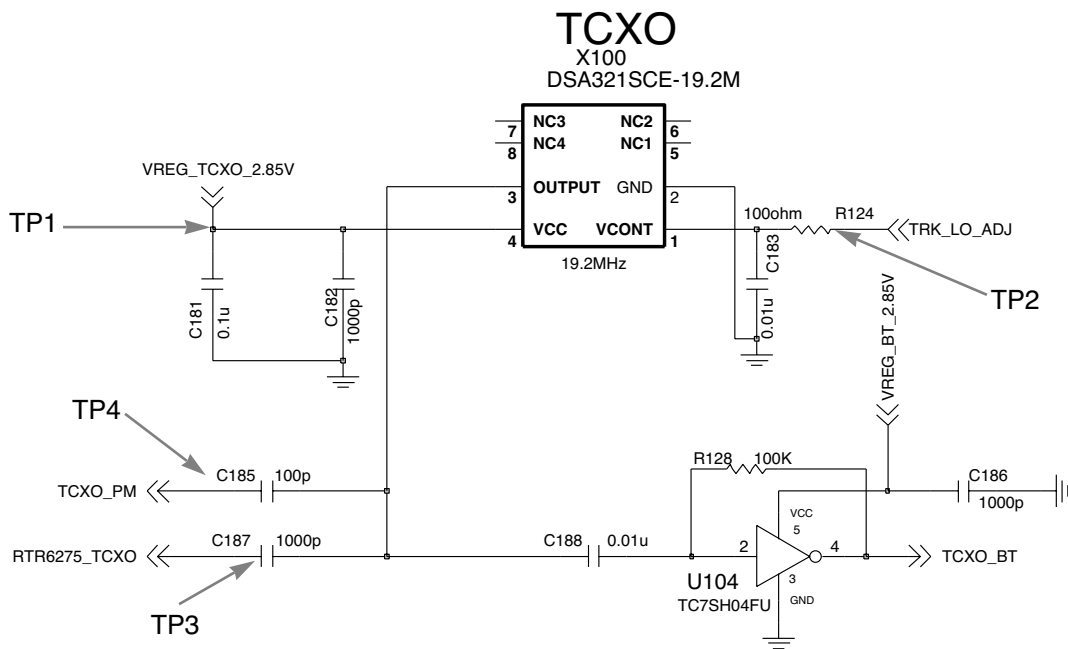 TCXO
X100
DSA321SCE-19.2M
NC3 NC2
7 6
NC4 NC1
8 5
VREG_TCXO_2.85V
OUTPUT GND
3 2
TP1
VCC VCONT
4 1
100ohm R124
TRK_LO_ADJ
19.2MHz
C181
0.1u
C182
1000p
C183
0.01u
TP2
VREG_BT_2.85V
TP4
C185 100p
TCXO_PM
R128 100K
C186
1000p
VCC
5
C187 1000p
RTR6275_TCXO
C188 0.01u
2 4
TCXO_BT
U104
3
TC7SH04FU
GND
TP3